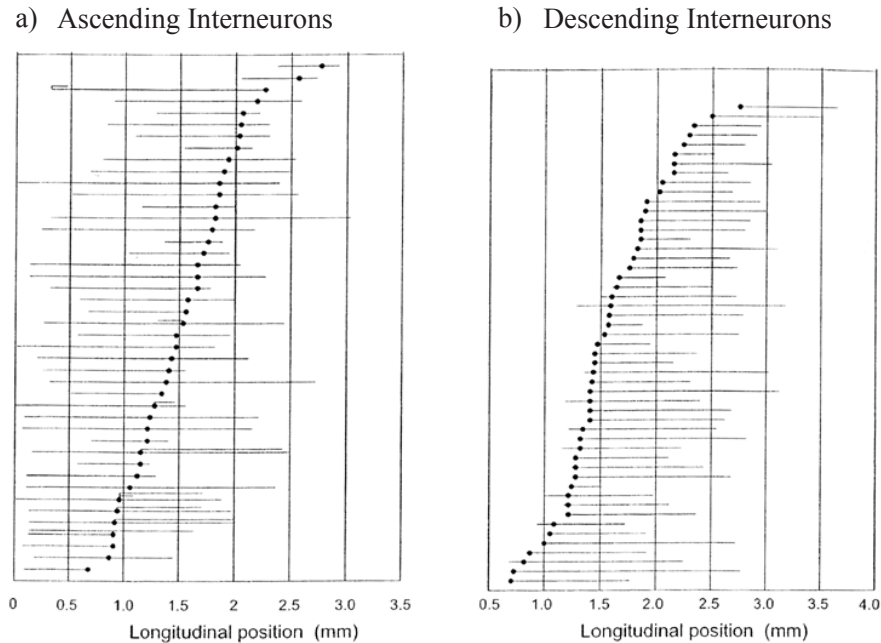 a) Ascending Interneurons
b) Descending Interneurons
0 0.5 1.0 1.5 2 2.5 3.0 3.5
Longitudinal position (mm)
0.5 1.0 1.5 2.0 2.5 3.0 3.5 4.0
Longitudinal position (mm)